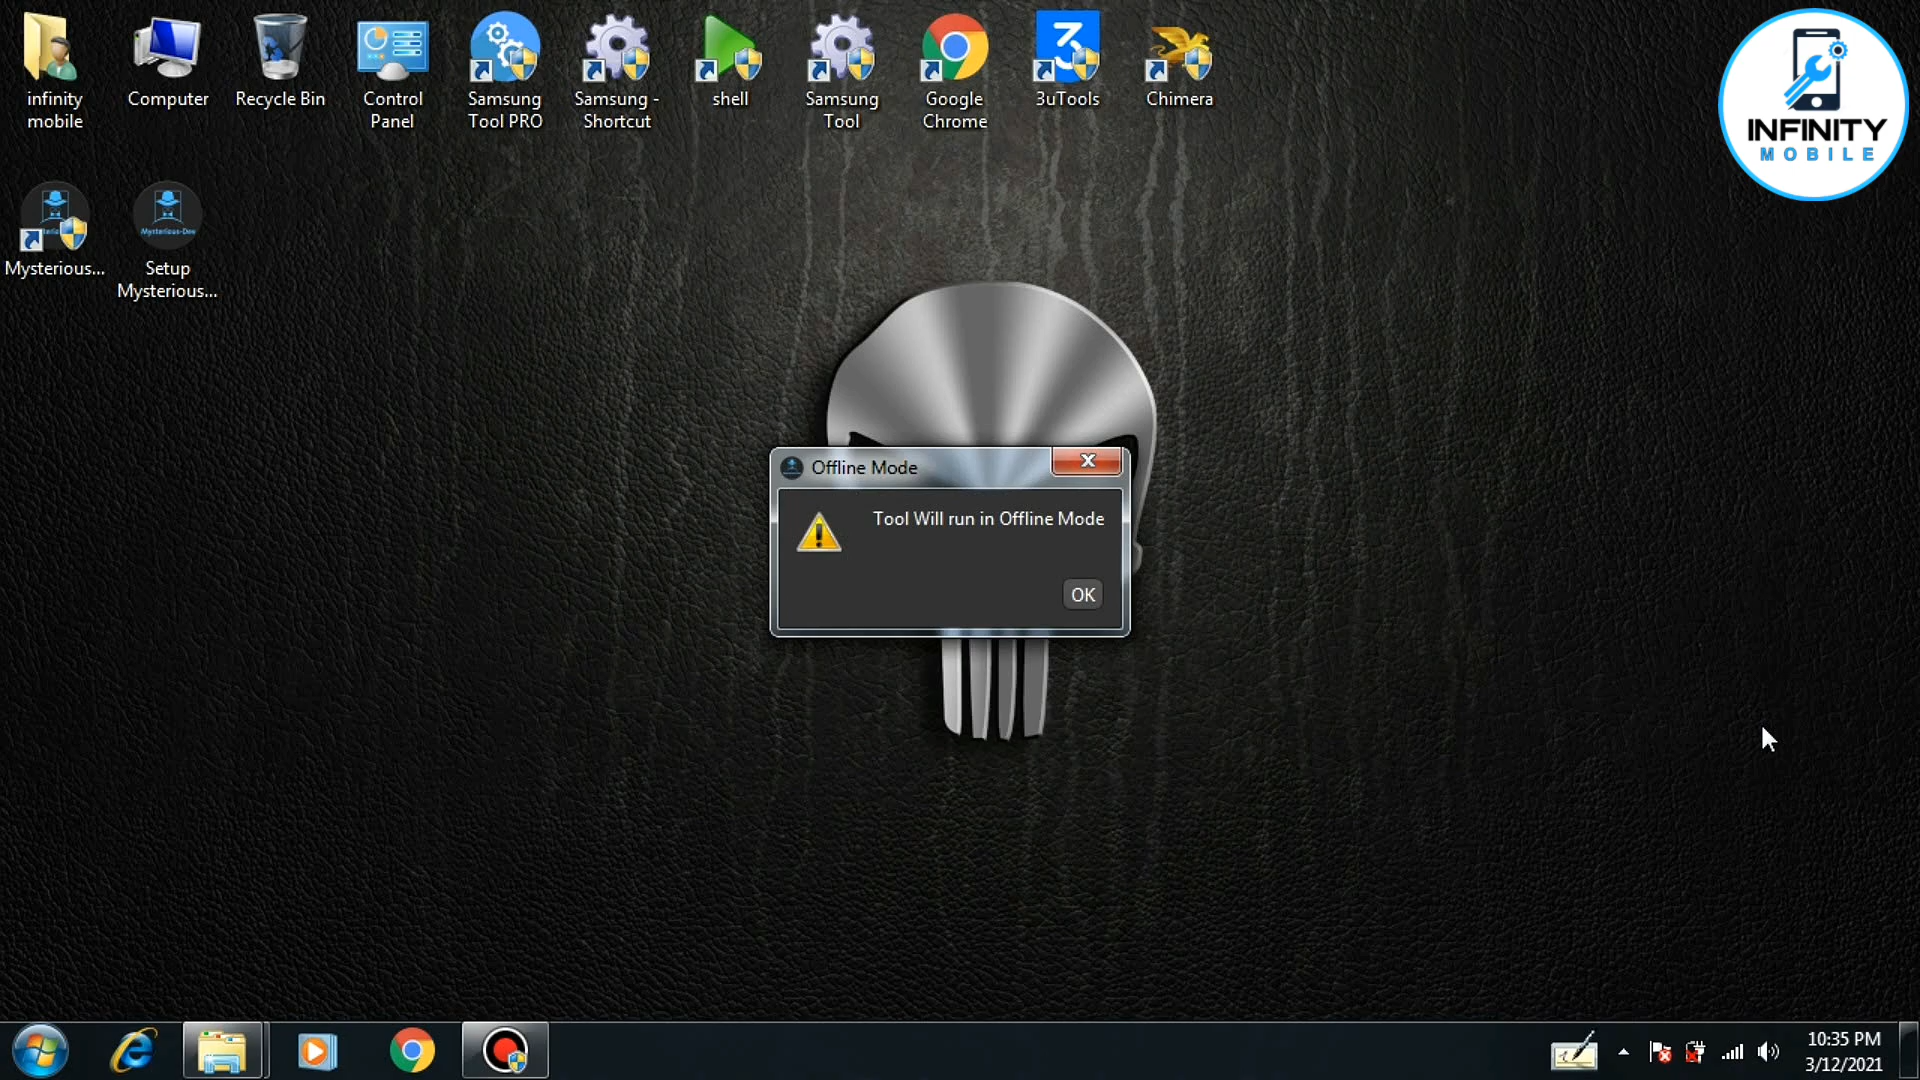 infinity
mobile
Computer
Recycle Bin
Control
Panel
Samsung
Tool PRO
Samsung -
Shortcut
shell
Samsung
Tool
Google
Chrome
3uTools
Chimera
INFINITY
MOBILE
Mysterious-Dev
Mysterious...
Setup
Mysterious...
Offline Mode
Tool Will run in Offline Mode
OK
10:35 PM
3/12/2021